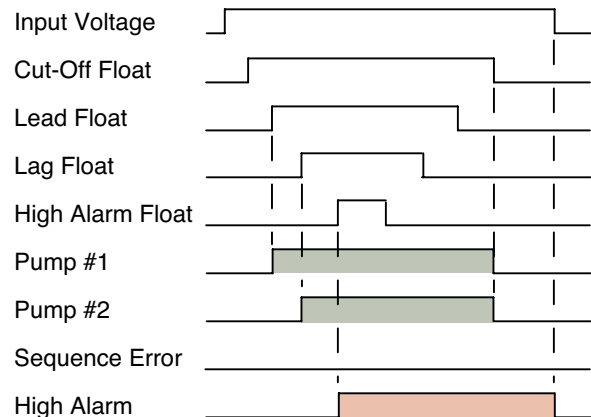 Input Voltage
Cut-Off Float
Lead Float
Lag Float
High Alarm Float
Pump #1
Pump #2
Sequence Error
High Alarm